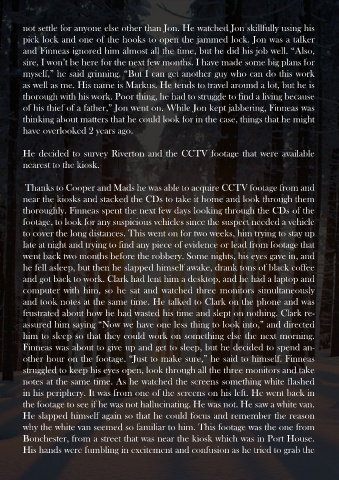 not settle for anyone else other than Jon. He watched Jon skillfully using his
pick lock and one of the hooks to open the jammed lock. Jon was a talker
and Finneas ignored him almost all the time, but he did his job well. "Also,
sire, I won't be here for the next few months. I have made some big plans for
myself," he said grinning. "But I can get another guy who can do this work
as well as me. His name is Markus. He tends to travel around a lot, but he is
thorough with his work. Poor thing, he had to struggle to find a living because
of his thief of a father." Jon went on. While Jon kept jabbering, Finneas was
thinking about matters that he could look for in the case, things that he might
have overlooked 2 years ago.
He decided to survey Riverton and the CCTV footage that were available
nearest to the kiosk.
Thanks to Cooper and Mads he was able to acquire CCTV footage from and
near the kiosks and stacked the CDs to take it home and look through them
thoroughly. Finneas spent the next few days looking through the CDs of the
footage, to look for any suspicious vehicles since the suspect needed a vehicle
to cover the long distances. This went on for two weeks, him trying to stay up
late at night and trying to find any piece of evidence or lead from footage that
went back two months before the robbery. Some nights, his eyes gave in, and
he fell asleep, but then he slapped himself awake, drank tons of black coffee
and got back to work. Clark had lent him a desktop, and he had a laptop and
computer with him, so he sat and watched three monitors simultaneously
and took notes at the same time. He talked to Clark on the phone and was
frustrated about how he had wasted his time and slept on nothing. Clark re-
assured him saying "Now we have one less thing to look into," and directed
him to sleep so that they could work on something else the next morning.
Finneas was about to give up and get to sleep, but he decided to spend an-
other hour on the footage. "Just to make sure," he said to himself. Finneas
struggled to keep his eyes open, look through all the three monitors and take
notes at the same time. As he watched the screens something white flashed
in his periphery. It was from one of the screens on his left. He went back in
the footage to see if he was not hallucinating. He was not. He saw a white van.
He slapped himself again so that he could focus and remember the reason
why the white van seemed so familiar to him. This footage was the one from
Bonchester, from a street that was near the kiosk which was in Port House.
His hands were fumbling in excitement and confusion as he tried to grab the